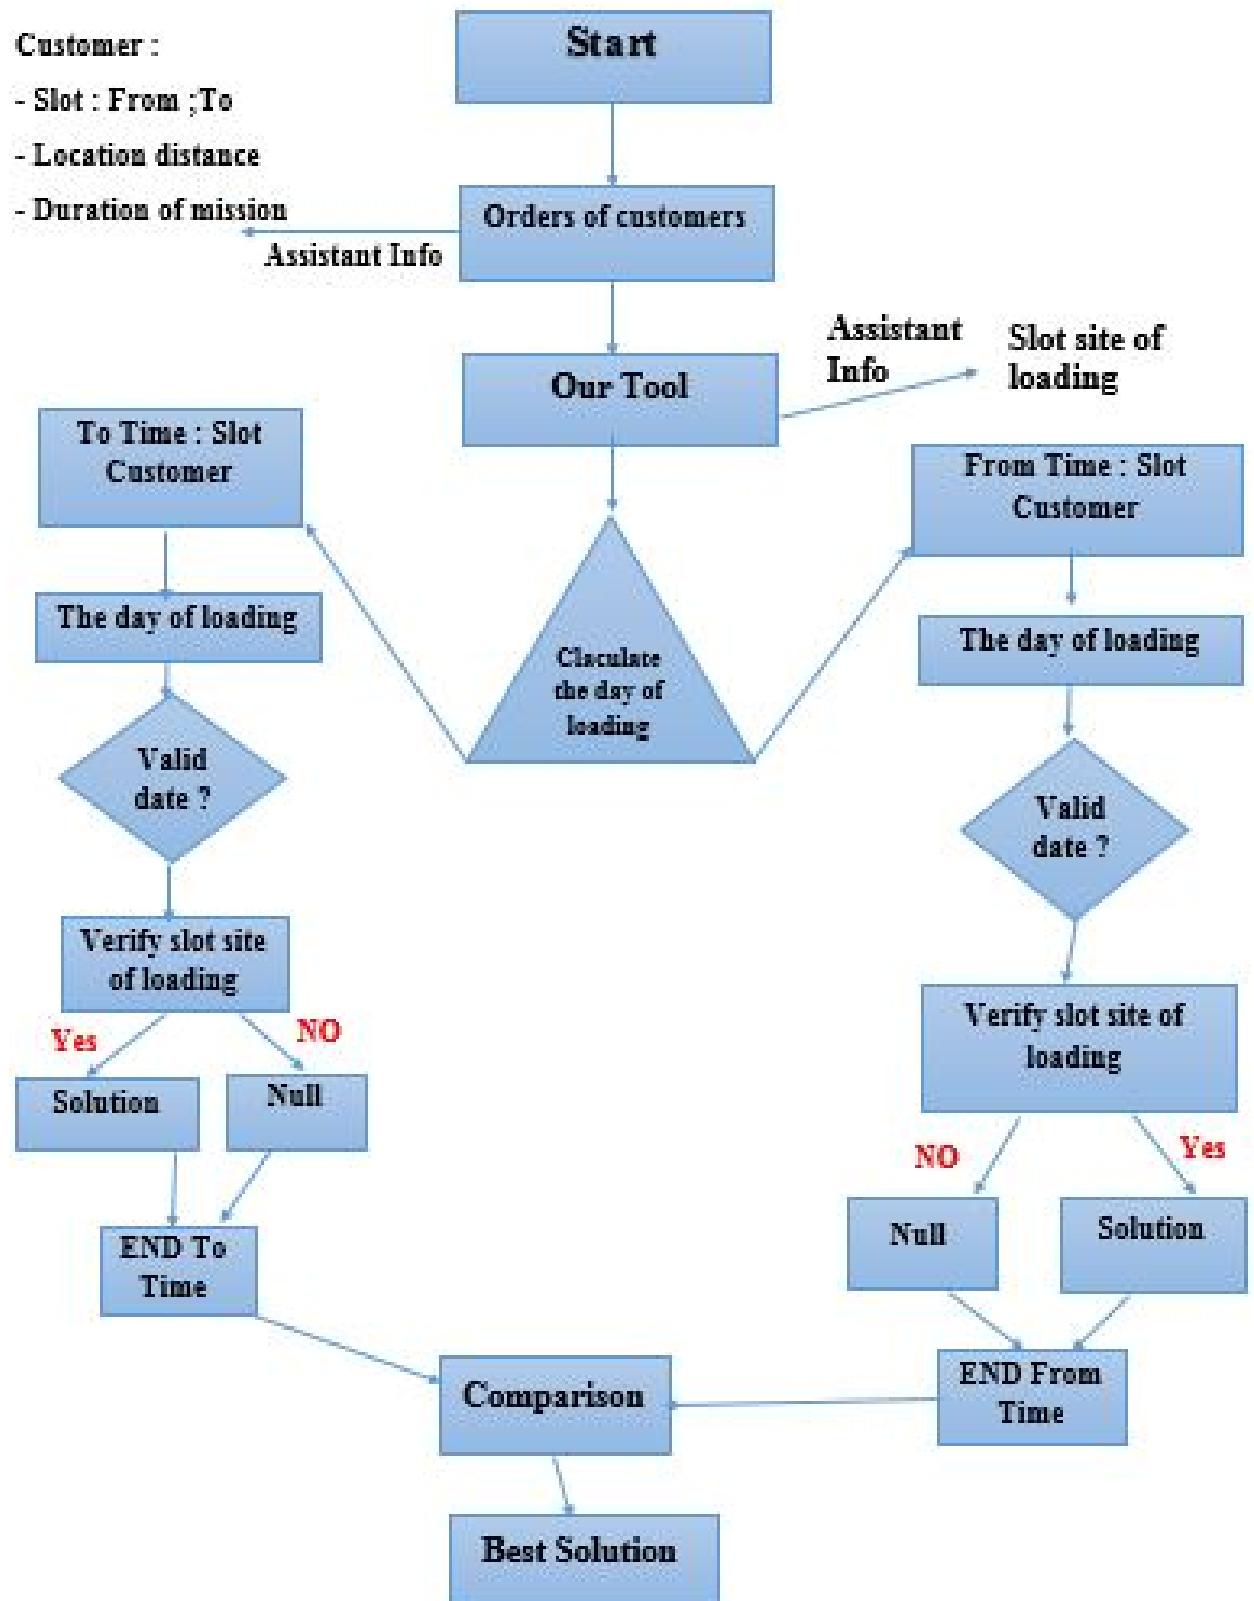 Start
Customer :
- Slot : From ;To
- Location distance
- Duration of mission
Orders of customers
Assistant Info
Our Tool
Assistant
Info
Slot site of
loading
To Time : Slot
Customer
From Time : Slot
Customer
The day of loading
The day of loading
Claculate
the day of
loading
Valid
date ?
Valid
date ?
Verify slot site
of loading
Verify slot site of
loading
Yes
NO
Solution
Null
NO
Yes
Null
Solution
END To
Time
END From
Time
Comparison
Best Solution